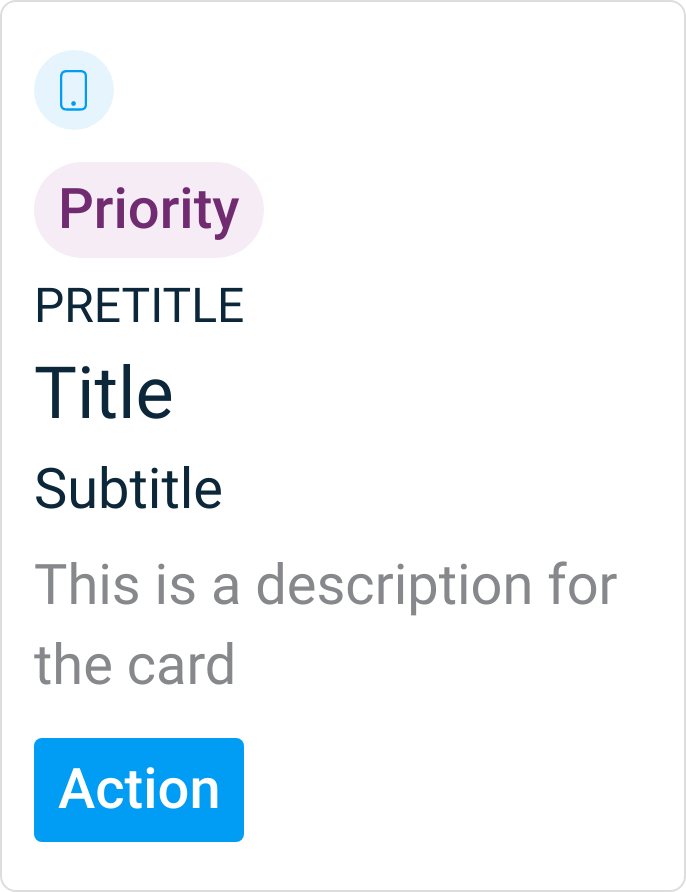 Priority
PRETITLE
Title
Subtitle
This is a description for
the card
Action